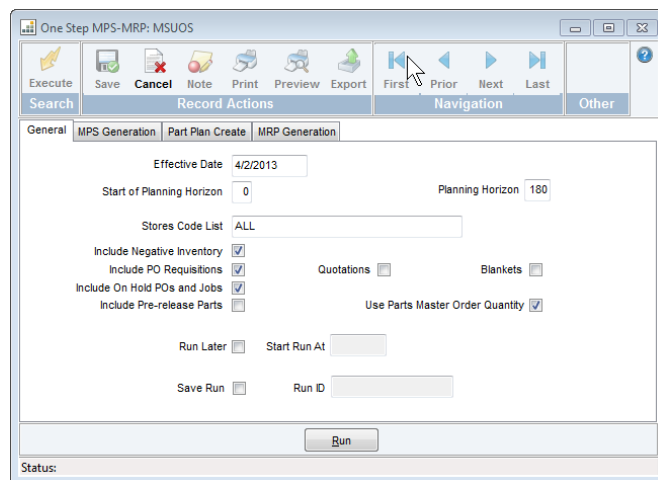 One Step MPS-MRP: MSUOS
Execute Save Cancel Note Print Preview Export First Prior Next Last
Search Record Actions Navigation Other
General MPS Generation Part Plan Create MRP Generation
Effective Date 4/2/2013
Start of Planning Horizon 0 Planning Horizon 180
Stores Code List ALL
Include Negative Inventory
Include PO Requisitions Quotations Blankets
Include On Hold POs and Jobs
Include Pre-release Parts Use Parts Master Order Quantity
Run Later Start Run At
Save Run Run ID
Run
Status: